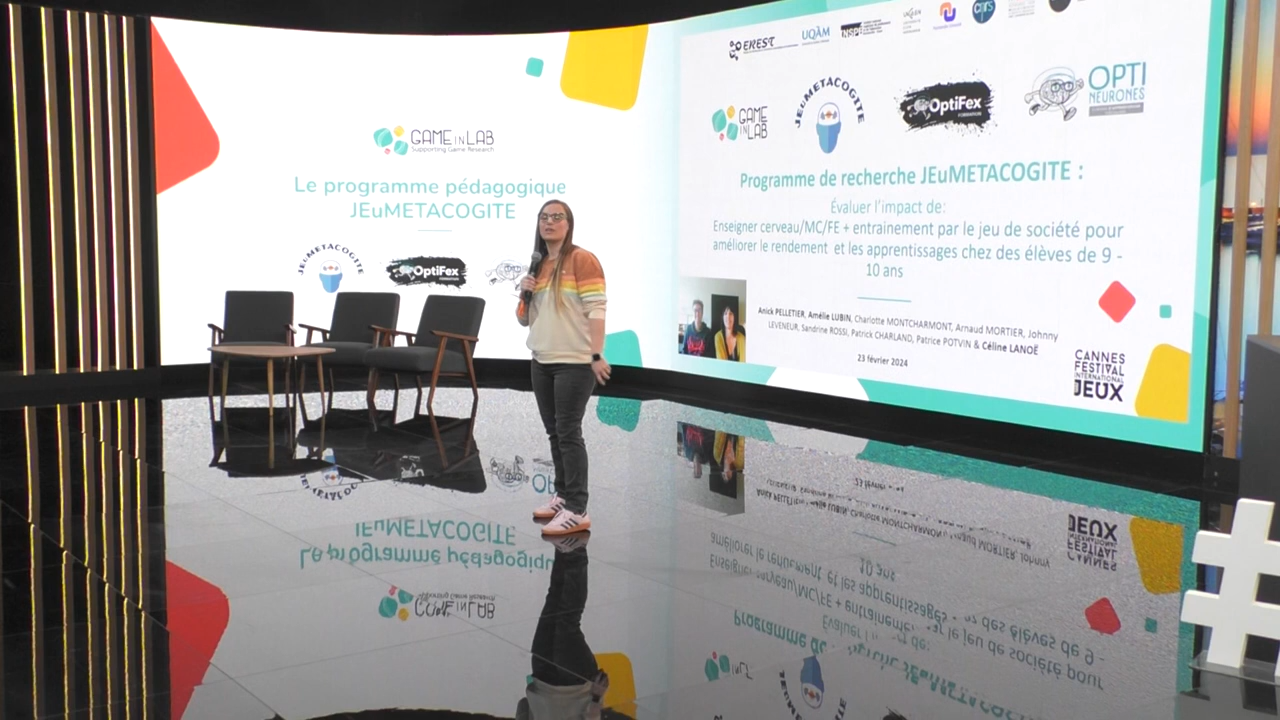 GAME IN LAB
Supporting Game Research
Le programme pédagogique
JEuMETACOGITE
JEuMETACOGITE
OptiFex
FORMATION
EREST
UQÀM
INSPÉ
cnrs
GAME IN LAB
JEuMETACOGITE
OptiFex
FORMATION
OPTI
NEURONES
Programme de recherche JEuMETACOGITE :
Évaluer l'impact de:
Enseigner cerveau/MC/FE + entrainement par le jeu de société pour
améliorer le rendement et les apprentissages chez des élèves de 9 -
10 ans
Anick PELLETIER, Amélie LUBIN, Charlotte MONTCHARMONT, Arnaud MORTIER, Johnny
LEVENEUR, Sandrine ROSSI, Patrick CHARLAND, Patrice POTVIN & Céline LANOË
23 février 2024
CANNES
FESTIVAL
INTERNATIONAL
JEUX
#